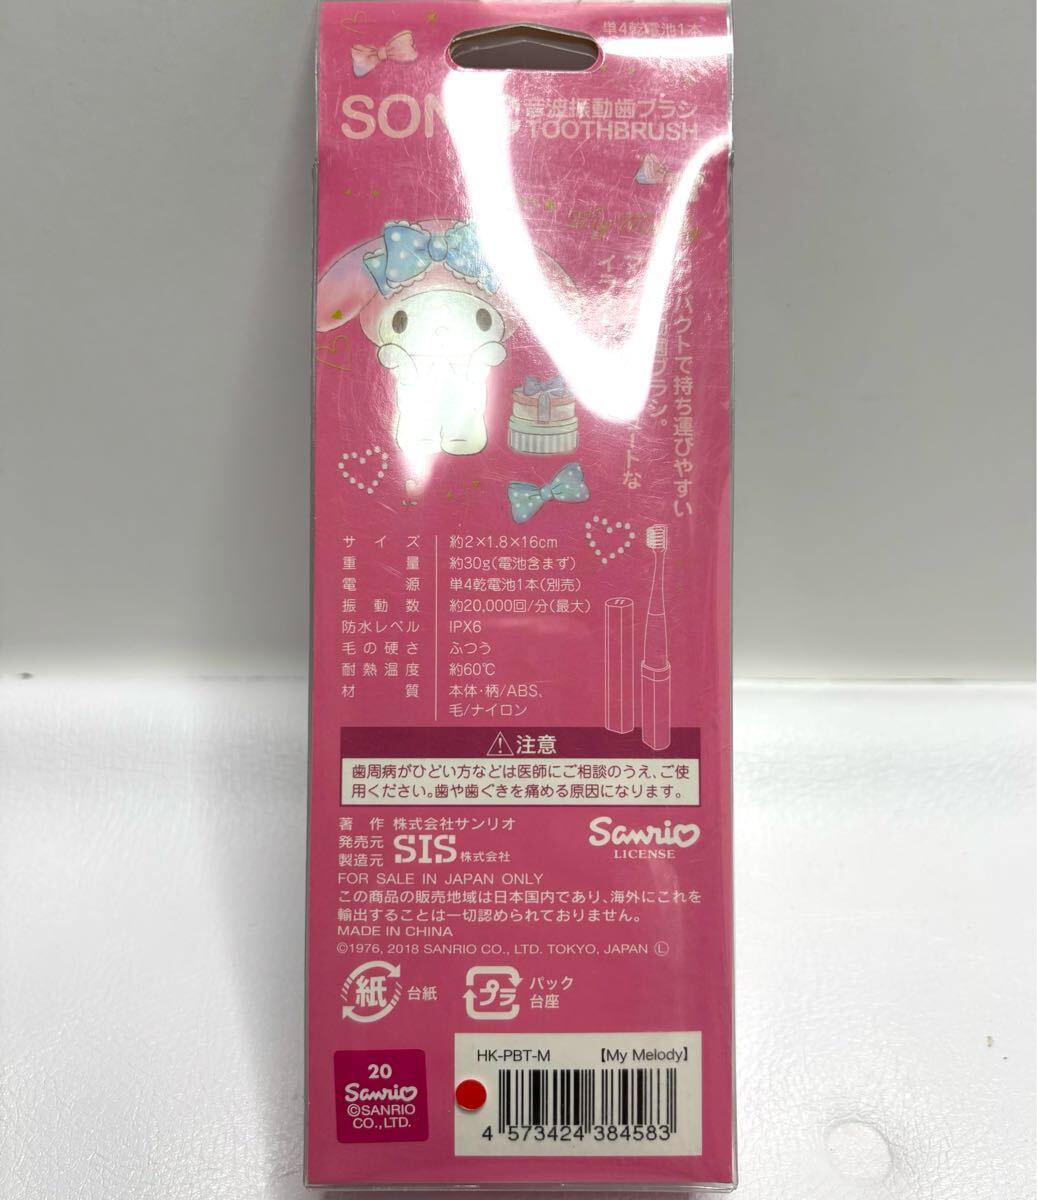 単4乾電池1本
音波振動歯ブラシ
TOOTHBRUSH
コンパクトで持ち運びやすい
歯ブラシ。
サイズ 約2×1.8×16cm
重量 約30g(電池含まず)
電源 単4乾電池1本(別売)
振動数 約20,000回/分(最大)
防水レベル IPX6
毛の硬さ ふつう
耐熱温度 約60℃
材質 本体・柄/ABS、
毛/ナイロン
⚠注意
歯周病がひどい方などは医師にご相談のうえ、ご使
用ください。歯や歯ぐきを痛める原因になります。
著作 株式会社サンリオ
発売元
製造元 SIS株式会社
Sanrio
LICENSE
FOR SALE IN JAPAN ONLY
この商品の販売地域は日本国内であり、海外にこれを
輸出することは一切認められておりません。
MADE IN CHINA
©1976, 2018 SANRIO CO., LTD. TOKYO, JAPAN Ⓛ
紙 台紙
プラ パック
台座
20
Sanrio
©SANRIO
CO.,LTD.
HK-PBT-M 【My Melody】
4 573424 384583